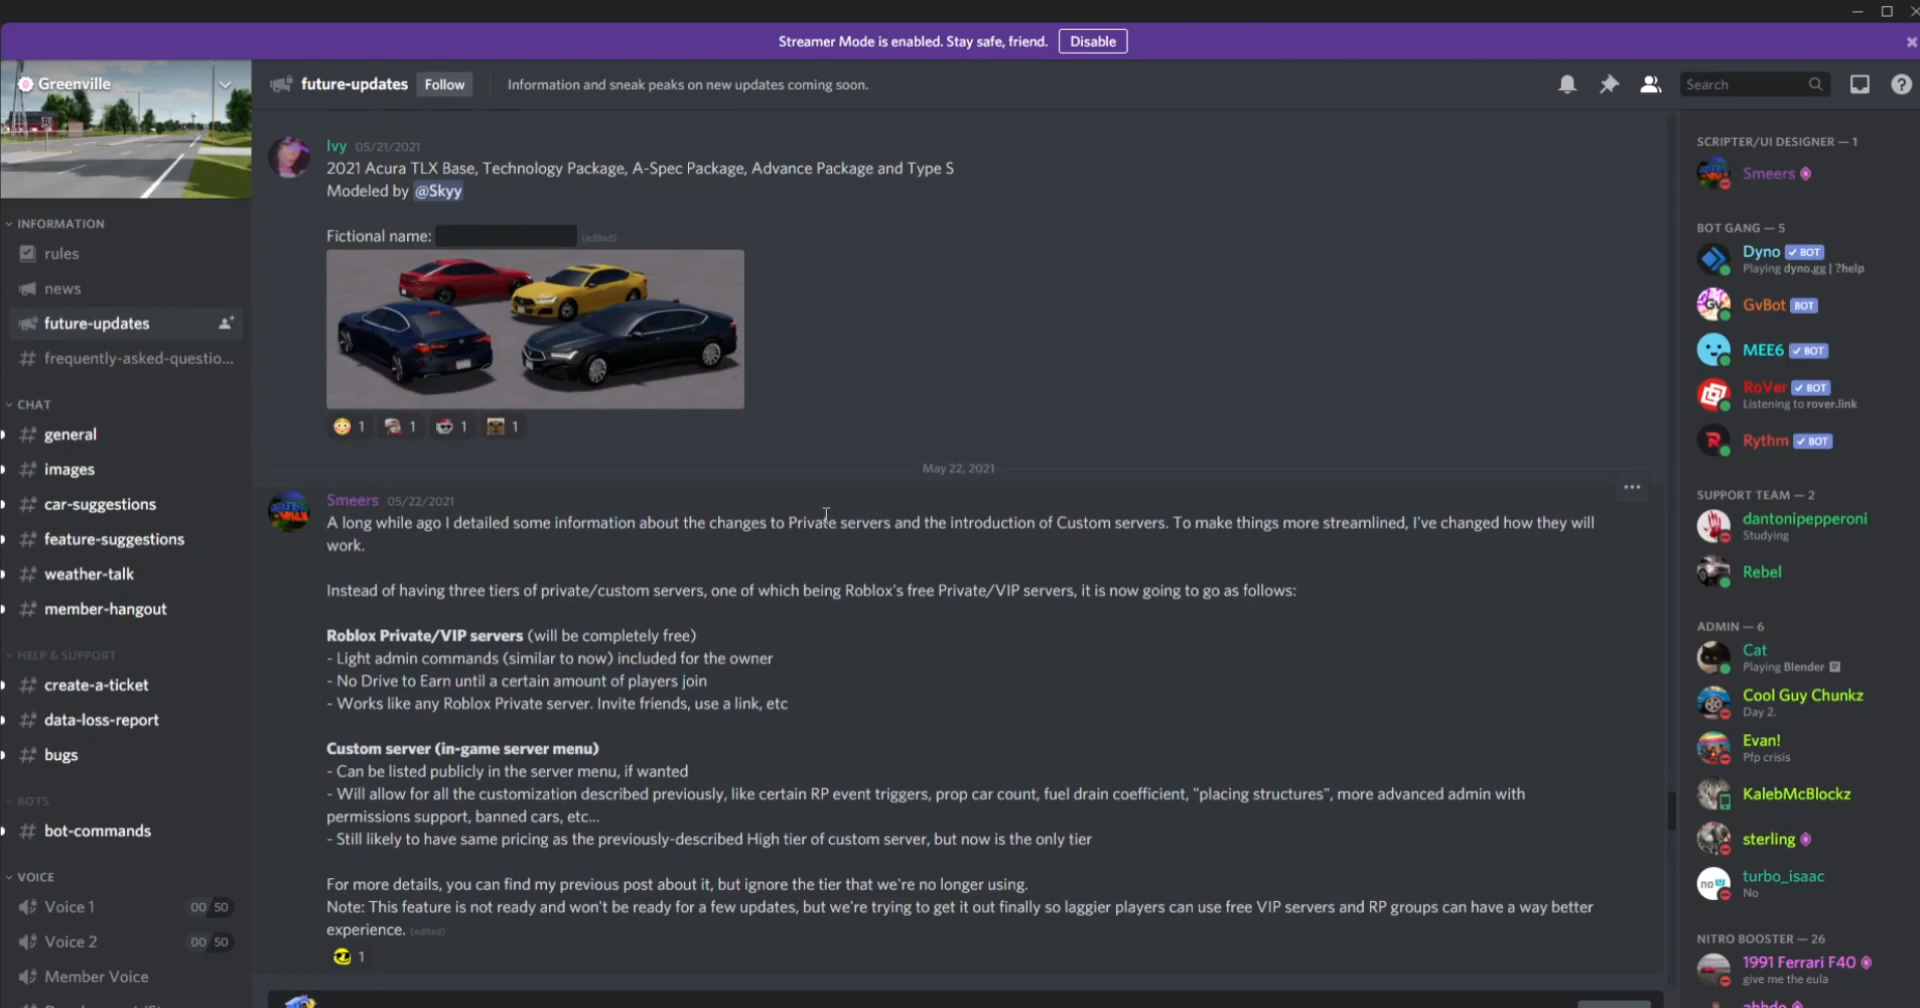 Streamer Mode is enabled. Stay safe, friend. Disable
Greenville
future-updates Follow Information and sneak peaks on new updates coming soon. Search
INFORMATION
rules
news
future-updates
frequently-asked-questio...
CHAT
general
images
car-suggestions
feature-suggestions
weather-talk
member-hangout
HELP & SUPPORT
create-a-ticket
data-loss-report
bugs
BOTS
bot-commands
VOICE
Voice 1 00 50
Voice 2 00 50
Member Voice
Ivy 05/21/2021
2021 Acura TLX Base, Technology Package, A-Spec Package, Advance Package and Type S
Modeled by @Skyy
Fictional name: (edited)
1 1 1 1
May 22, 2021
Smeers 05/22/2021
A long while ago I detailed some information about the changes to Private servers and the introduction of Custom servers. To make things more streamlined, I've changed how they will
work.
Instead of having three tiers of private/custom servers, one of which being Roblox's free Private/VIP servers, it is now going to go as follows:
Roblox Private/VIP servers (will be completely free)
- Light admin commands (similar to now) included for the owner
- No Drive to Earn until a certain amount of players join
- Works like any Roblox Private server. Invite friends, use a link, etc
Custom server (in-game server menu)
- Can be listed publicly in the server menu, if wanted
- Will allow for all the customization described previously, like certain RP event triggers, prop car count, fuel drain coefficient, "placing structures", more advanced admin with
permissions support, banned cars, etc...
- Still likely to have same pricing as the previously-described High tier of custom server, but now is the only tier
For more details, you can find my previous post about it, but ignore the tier that we're no longer using.
Note: This feature is not ready and won't be ready for a few updates, but we're trying to get it out finally so laggier players can use free VIP servers and RP groups can have a way better
experience. (edited)
1
SCRIPTER/UI DESIGNER — 1
Smeers
BOT GANG — 5
Dyno BOT
Playing dyno.gg | ?help
GvBot BOT
MEE6 BOT
RoVer BOT
Listening to rover.link
Rythm BOT
SUPPORT TEAM — 2
dantonipepperoni
Studying
Rebel
ADMIN — 6
Cat
Playing Blender
Cool Guy Chunkz
Day 2.
Evan!
Pfp crisis
KalebMcBlockz
sterling
turbo_isaac
No
NITRO BOOSTER — 26
1991 Ferrari F40
give me the eula